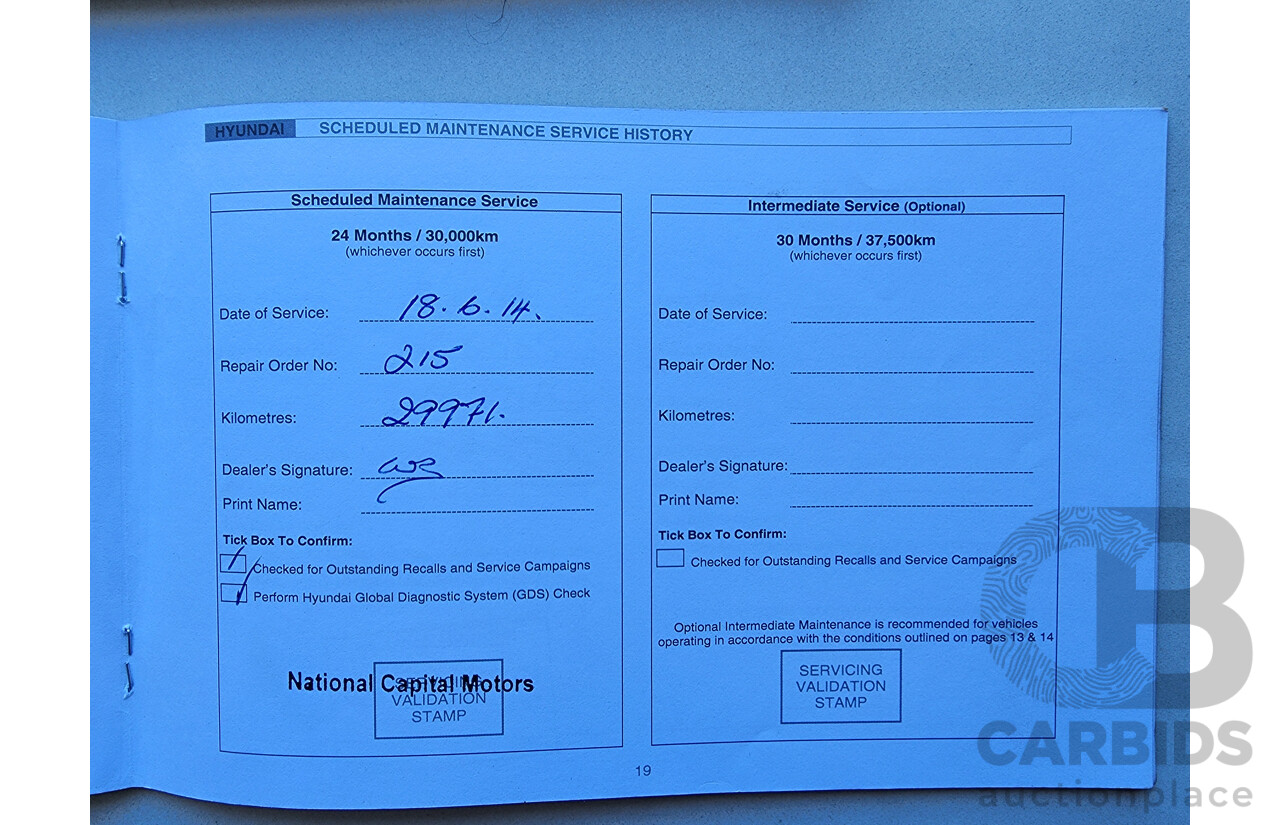 HYUNDAI SCHEDULED MAINTENANCE SERVICE HISTORY
Scheduled Maintenance Service
24 Months / 30,000km
(whichever occurs first)
Date of Service: 18.6.14.
Repair Order No: 215
Kilometres: 29971.
Dealer's Signature:
Print Name:
Tick Box To Confirm:
Checked for Outstanding Recalls and Service Campaigns
Perform Hyundai Global Diagnostic System (GDS) Check
National Capital Motors
SERVICING
VALIDATION
STAMP
Intermediate Service (Optional)
30 Months / 37,500km
(whichever occurs first)
Date of Service:
Repair Order No:
Kilometres:
Dealer's Signature:
Print Name:
Tick Box To Confirm:
Checked for Outstanding Recalls and Service Campaigns
Optional Intermediate Maintenance is recommended for vehicles
operating in accordance with the conditions outlined on pages 13 & 14
SERVICING
VALIDATION
STAMP
19
CB
CARBIDS
auctionplace